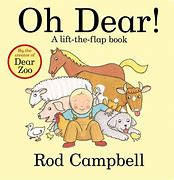 Oh Dear!
A lift-the-flap book
By the
creator of
Dear
Zoo
Rod Campbell